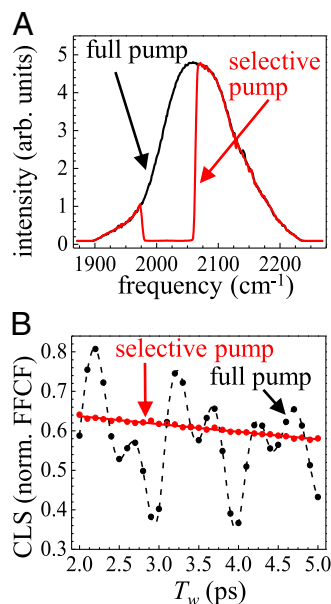 A
full pump
selective
pump
intensity (arb. units)
5
4
3
2
1
0
1900 2000 2100 2200
frequency (cm⁻¹)
B
selective pump
full pump
CLS (norm. FFCF)
0.8
0.7
0.6
0.5
0.4
0.3
2.0 2.5 3.0 3.5 4.0 4.5 5.0
T_w (ps)